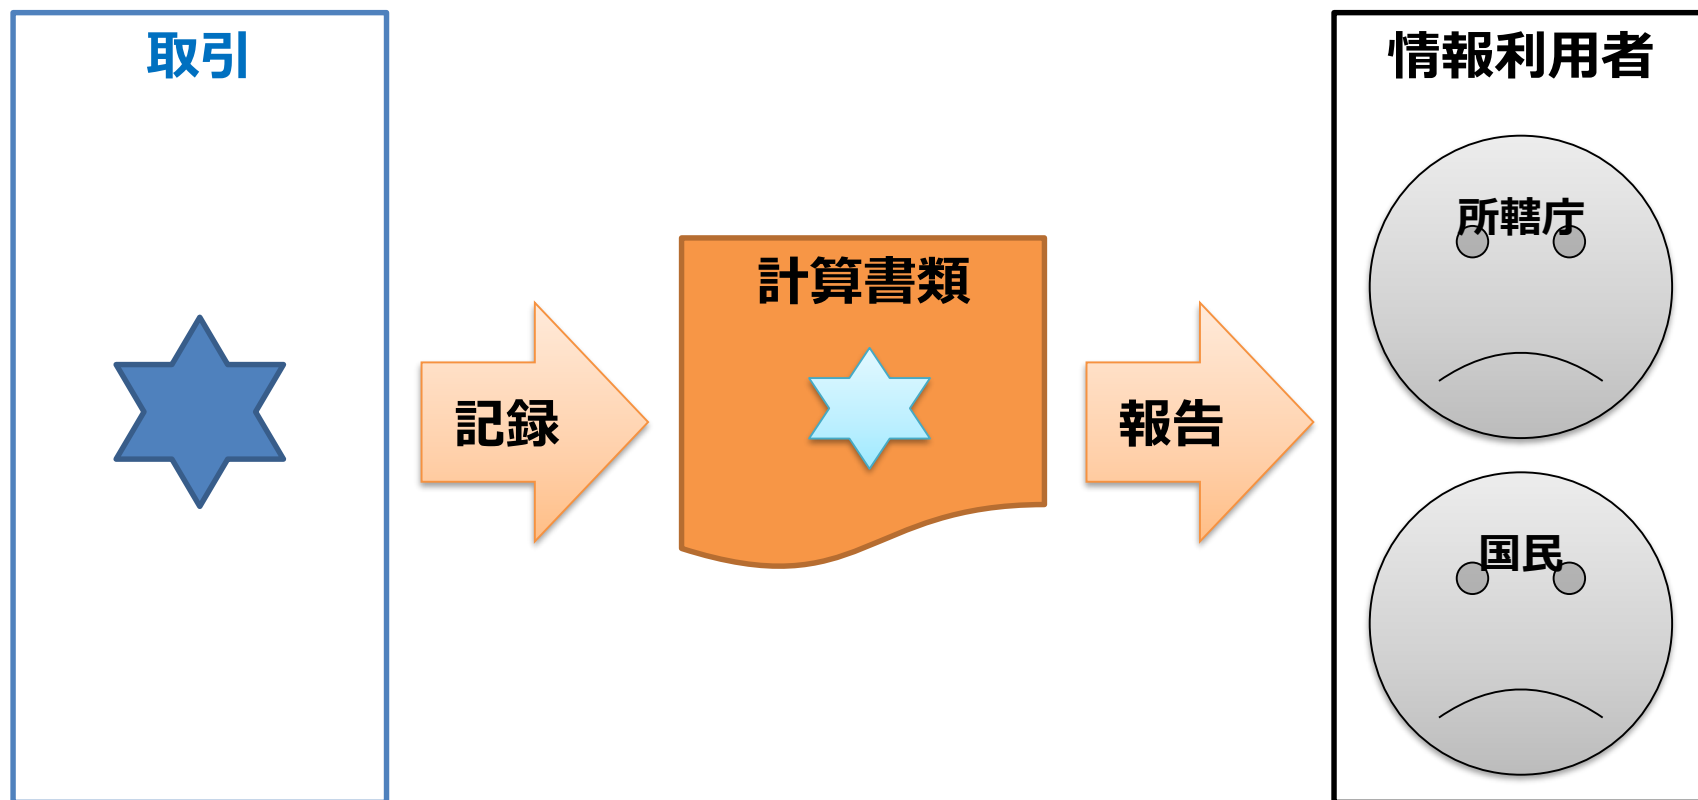 取引
記録
計算書類
報告
情報利用者
所轄庁
国民